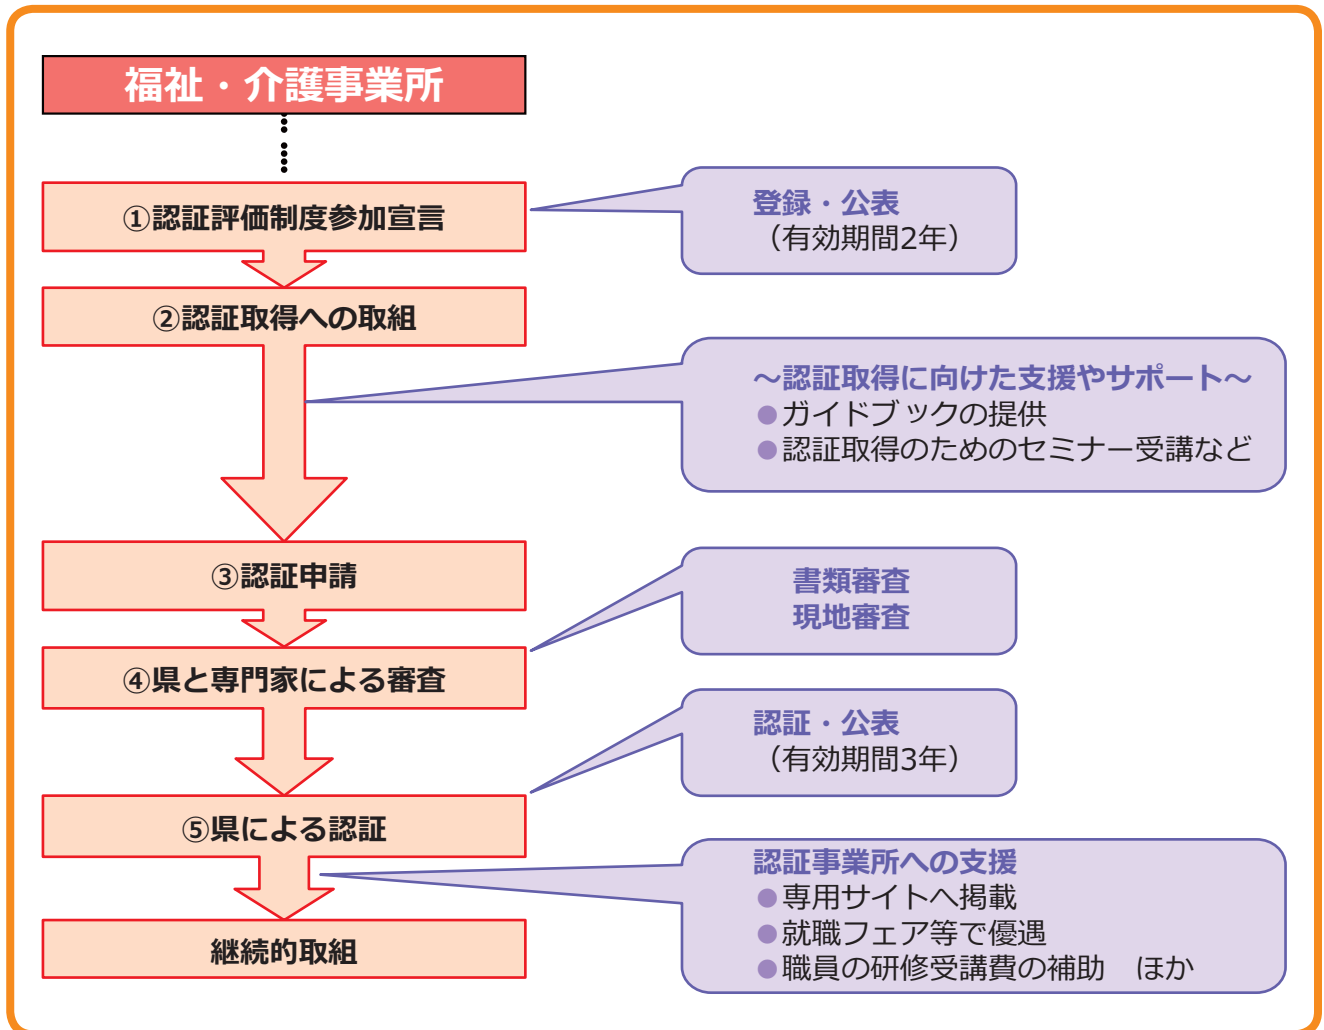 福祉・介護事業所
①認証評価制度参加宣言
登録・公表
（有効期間2年）
②認証取得への取組
～認証取得に向けた支援やサポート～
●ガイドブックの提供
●認証取得のためのセミナー受講など
③認証申請
書類審査
現地審査
④県と専門家による審査
認証・公表
（有効期間3年）
⑤県による認証
認証事業所への支援
●専用サイトへ掲載
●就職フェア等で優遇
●職員の研修受講費の補助　ほか
継続的取組